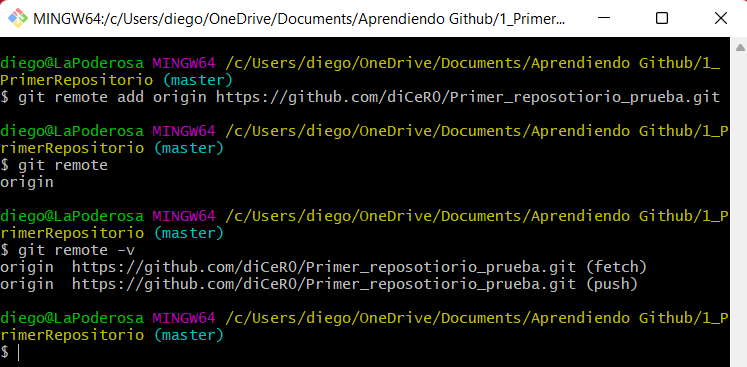 MINGW64:/c/Users/diego/OneDrive/Documents/Aprendiendo Github/1_Primer...
diego@LaPoderosa MINGW64 /c/Users/diego/OneDrive/Documents/Aprendiendo Github/1_
PrimerRepositorio (master)
$ git remote add origin https://github.com/diCeR0/Primer_reposotiorio_prueba.git
diego@LaPoderosa MINGW64 /c/Users/diego/OneDrive/Documents/Aprendiendo Github/1_P
rimerRepositorio (master)
$ git remote
origin
diego@LaPoderosa MINGW64 /c/Users/diego/OneDrive/Documents/Aprendiendo Github/1_P
rimerRepositorio (master)
$ git remote -v
origin  https://github.com/diCeR0/Primer_reposotiorio_prueba.git (fetch)
origin  https://github.com/diCeR0/Primer_reposotiorio_prueba.git (push)
diego@LaPoderosa MINGW64 /c/Users/diego/OneDrive/Documents/Aprendiendo Github/1_P
rimerRepositorio (master)
$